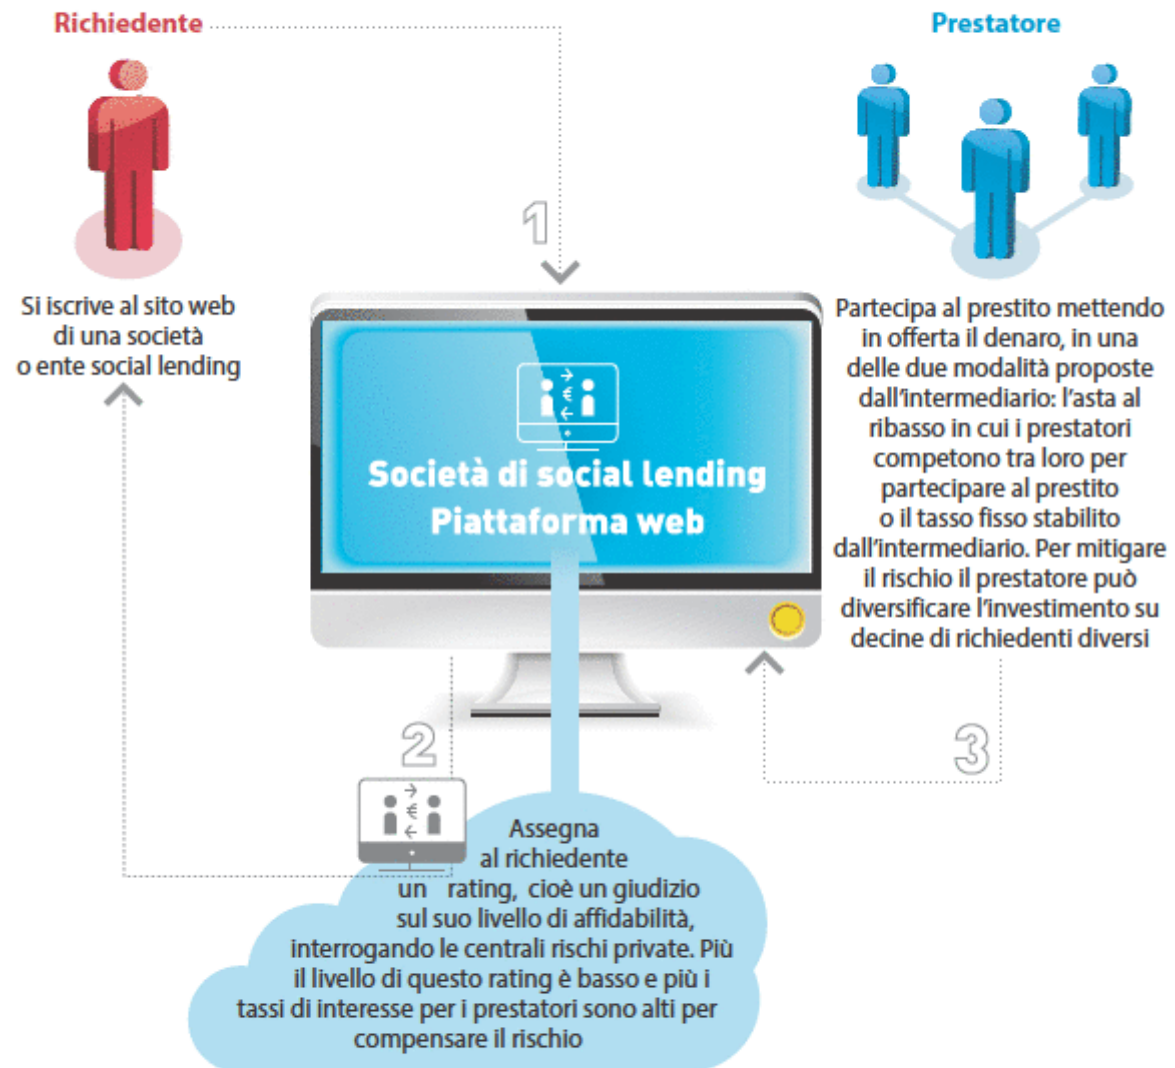 Richiedente
Si iscrive al sito web
di una società
o ente social lending
1
Prestatore
Partecipa al prestito mettendo
in offerta il denaro, in una
delle due modalità proposte
dall'intermediario: l'asta al
ribasso in cui i prestatori
competono tra loro per
partecipare al prestito
o il tasso fisso stabilito
dall'intermediario. Per mitigare
il rischio il prestatore può
diversificare l'investimento su
decine di richiedenti diversi
€
Società di social lending
Piattaforma web
2
3
€
Assegna
al richiedente
un rating, cioè un giudizio
sul suo livello di affidabilità,
interrogando le centrali rischi private. Più
il livello di questo rating è basso e più i
tassi di interesse per i prestatori sono alti per
compensare il rischio